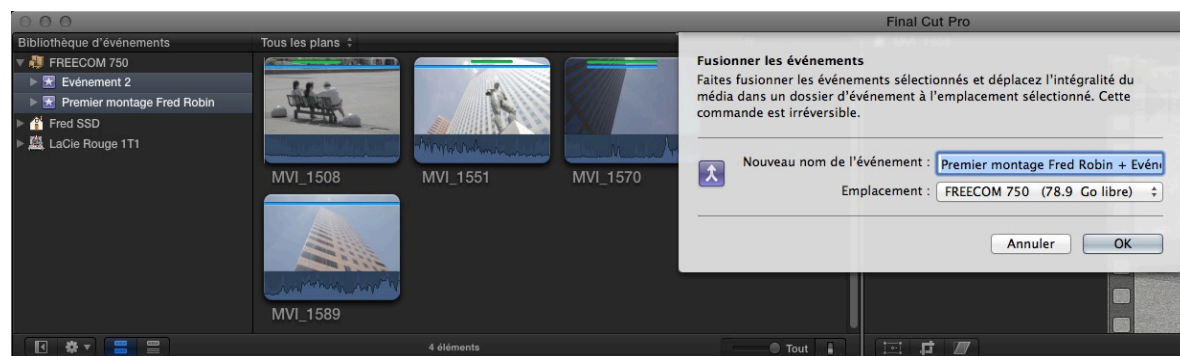 Final Cut Pro
Bibliothèque d'événements
Tous les plans
FREECOM 750
Evénement 2
Premier montage Fred Robin
Fred SSD
LaCie Rouge 1T1
MVI_1508
MVI_1551
MVI_1570
MVI_1589
Fusionner les événements
Faites fusionner les événements sélectionnés et déplacez l'intégralité du
média dans un dossier d'événement à l'emplacement sélectionné. Cette
commande est irréversible.
Nouveau nom de l'événement : Premier montage Fred Robin + Evén
Emplacement : FREECOM 750 (78.9 Go libre)
Annuler
OK
4 éléments
Tout